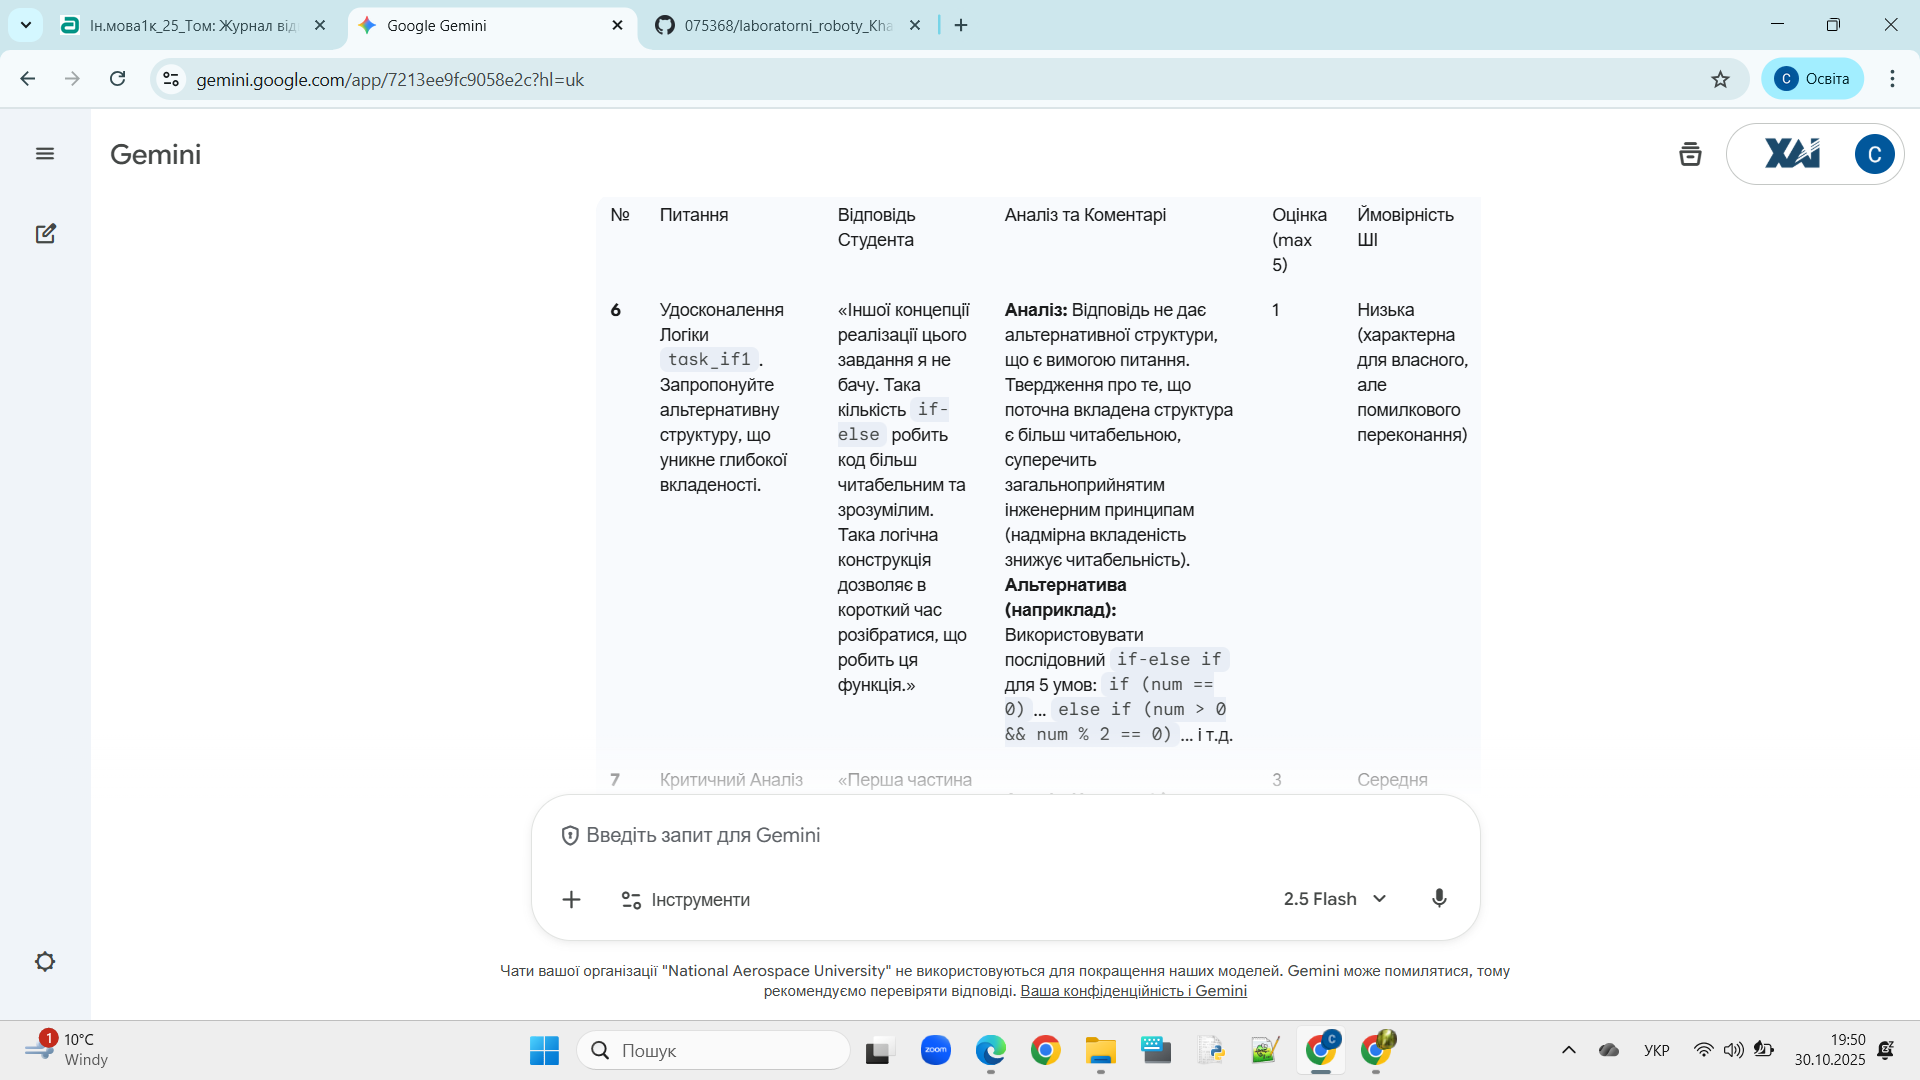 Ін.мова1к_25_Том: Журнал від
Google Gemini
075368/laboratorni_roboty_Kha
gemini.google.com/app/7213ee9fc9058e2c?hl=uk
С Освіта
Gemini
XAI
С
№ Питання Відповідь Студента Аналіз та Коментарі Оцінка (max 5) Ймовірність ШІ
6
Удосконалення
Логіки
task_if1.
Запропонуйте
альтернативну
структуру, що
уникне глибокої
вкладеності.
«Іншої концепції
реалізації цього
завдання я не
бачу. Така
кількість if-
else робить
код більш
читабельним та
зрозумілим.
Така логічна
конструкція
дозволяє в
короткий час
розібратися, що
робить ця
функція.»
Аналіз: Відповідь не дає
альтернативної структури,
що є вимогою питання.
Твердження про те, що
поточна вкладена структура
є більш читабельною,
суперечить
загальноприйнятим
інженерним принципам
(надмірна вкладеність
знижує читабельність).
Альтернатива
(наприклад):
Використовувати
послідовний if-else if
для 5 умов: if (num ==
0) ... else if (num > 0
&& num % 2 == 0) ... і т.д.
1
Низька
(характерна
для власного,
але
помилкового
переконання)
7 Критичний Аналіз «Перша частина 3 Середня
Введіть запит для Gemini
Інструменти
2.5 Flash
Чати вашої організації "National Aerospace University" не використовуються для покращення наших моделей. Gemini може помилятися, тому
рекомендуємо перевіряти відповіді. Ваша конфіденційність і Gemini
1
10°C
Windy
Пошук
zoom
C
УКР
19:50
30.10.2025